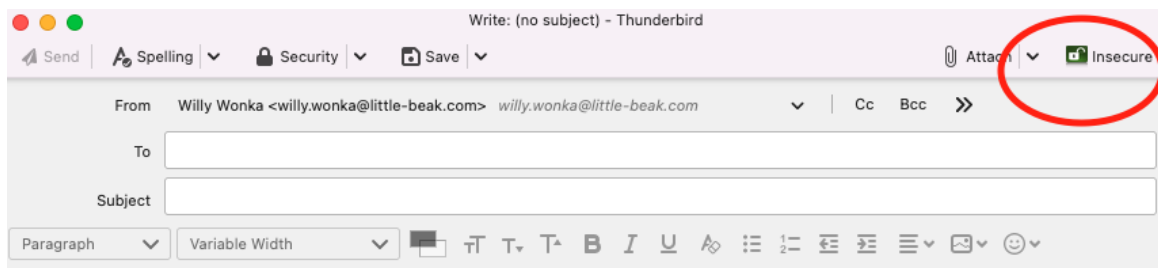 Write: (no subject) - Thunderbird
Send Spelling Security Save Attach Insecure
From Willy Wonka <willy.wonka@little-beak.com> willy.wonka@little-beak.com Cc Bcc
To
Subject
Paragraph Variable Width